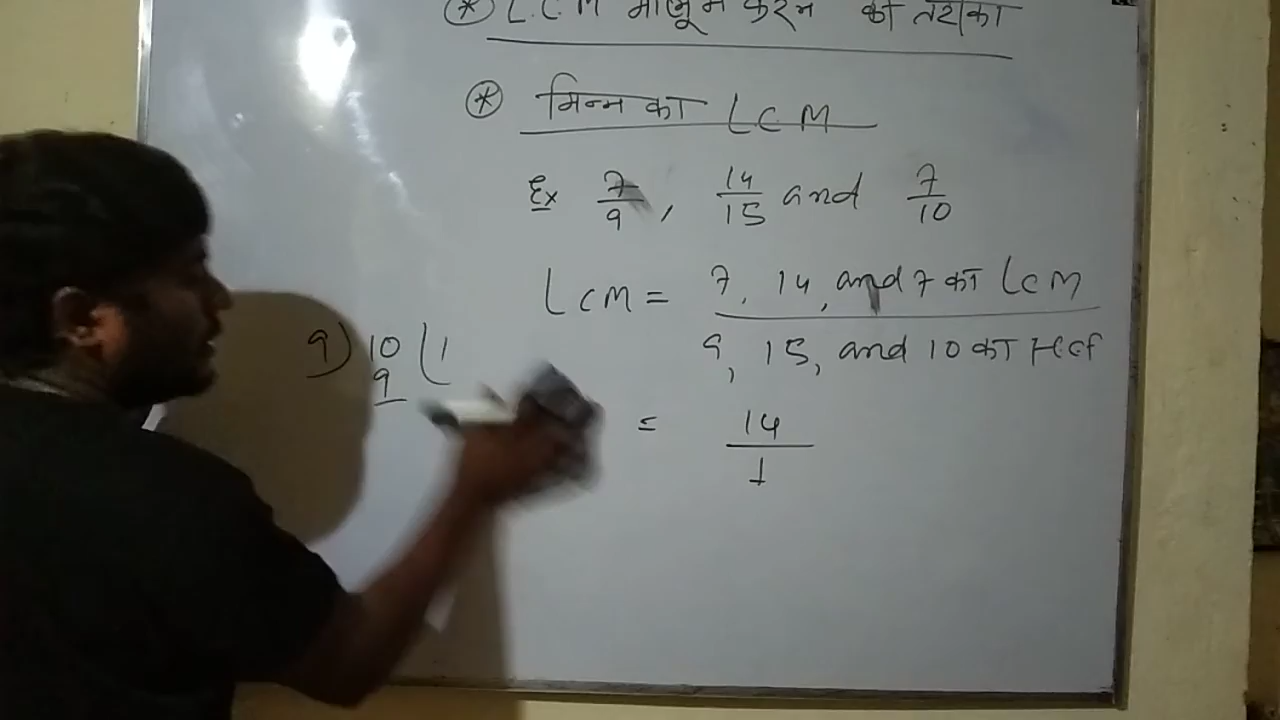 * L.C.M मालूम करने का तरीका
* भिन्न का LCM
Ex 7/9, 14/15 and 7/10
LCM = 7, 14, and 7 का LCM
9, 15, and 10 का HCF
= 14/1
9) 10 ( 1
9